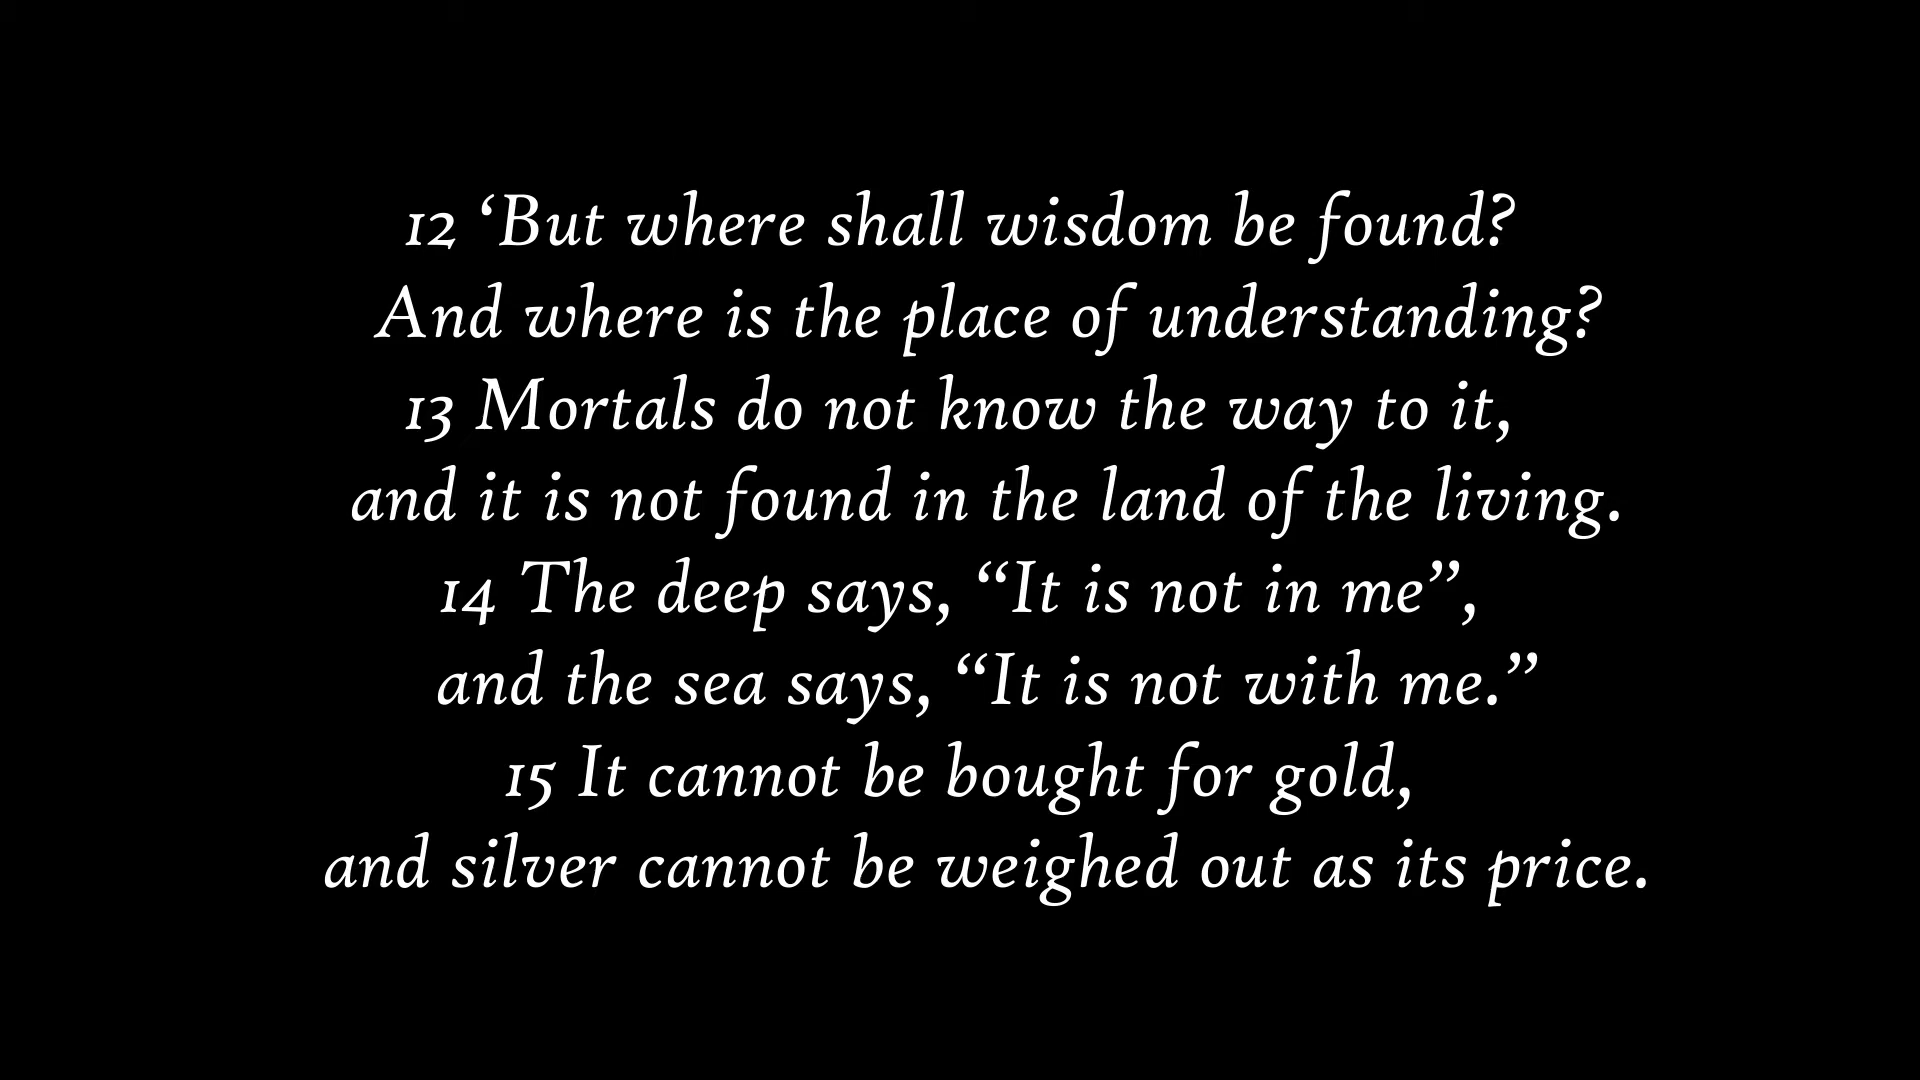 12 ‘But where shall wisdom be found?
And where is the place of understanding?
13 Mortals do not know the way to it,
and it is not found in the land of the living.
14 The deep says, “It is not in me”,
and the sea says, “It is not with me.”
15 It cannot be bought for gold,
and silver cannot be weighed out as its price.